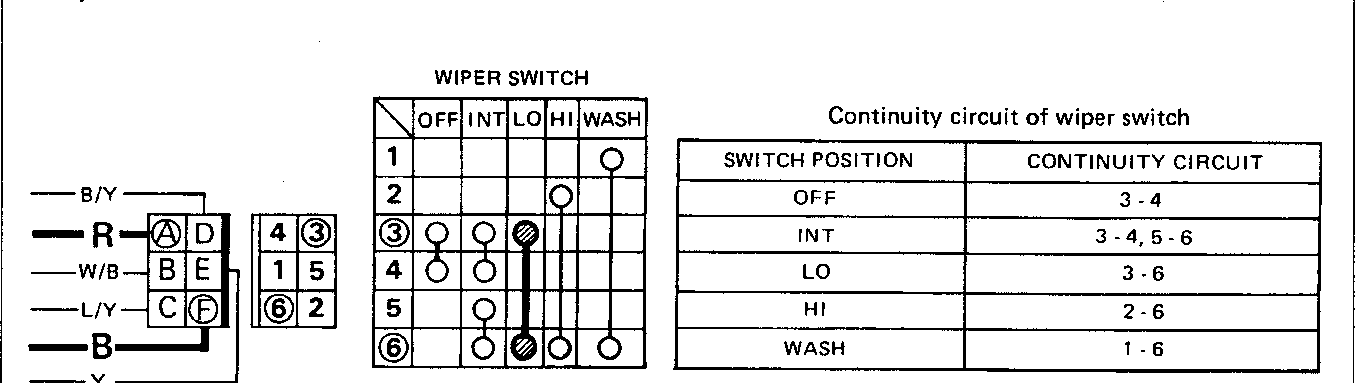 WIPER SWITCH
OFF INT LO HI WASH
1
2
3
4
5
6
B/Y
R
W/B
L/Y
B
Y
A D
B E
C F
4 3
1 5
6 2
Continuity circuit of wiper switch
SWITCH POSITION CONTINUITY CIRCUIT
OFF 3 - 4
INT 3 - 4, 5 - 6
LO 3 - 6
HI 2 - 6
WASH 1 - 6